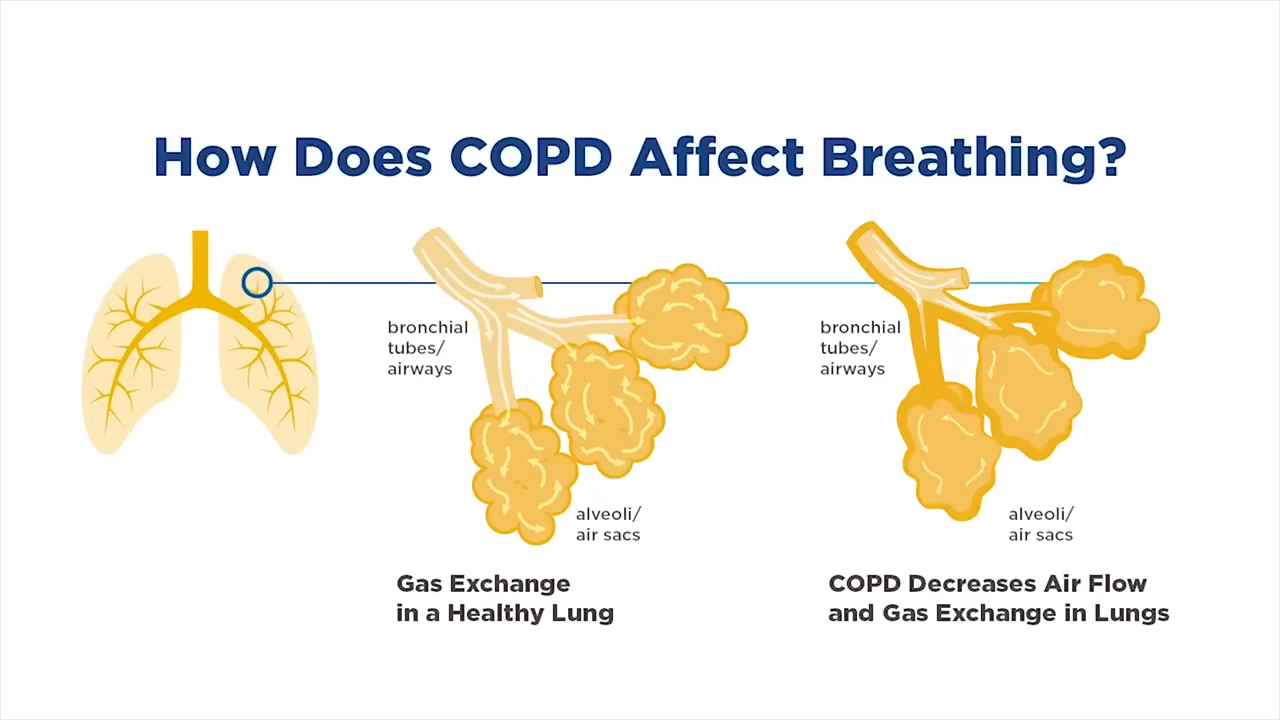 How Does COPD Affect Breathing?
bronchial
tubes/
airways
alveoli/
air sacs
Gas Exchange
in a Healthy Lung
bronchial
tubes/
airways
alveoli/
air sacs
COPD Decreases Air Flow
and Gas Exchange in Lungs